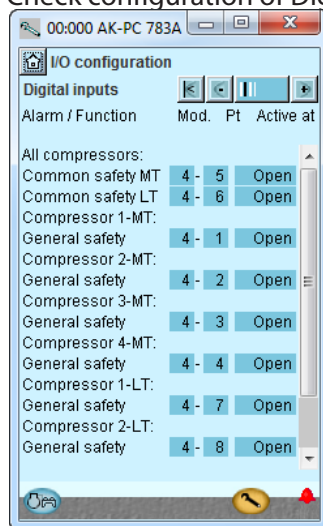 Check configuration of Di
00:000 AK-PC 783A
I/O configuration
Digital inputs
Alarm / Function Mod. Pt Active at
All compressors:
Common safety MT 4 - 5 Open
Common safety LT 4 - 6 Open
Compressor 1-MT:
General safety 4 - 1 Open
Compressor 2-MT:
General safety 4 - 2 Open
Compressor 3-MT:
General safety 4 - 3 Open
Compressor 4-MT:
General safety 4 - 4 Open
Compressor 1-LT:
General safety 4 - 7 Open
Compressor 2-LT:
General safety 4 - 8 Open